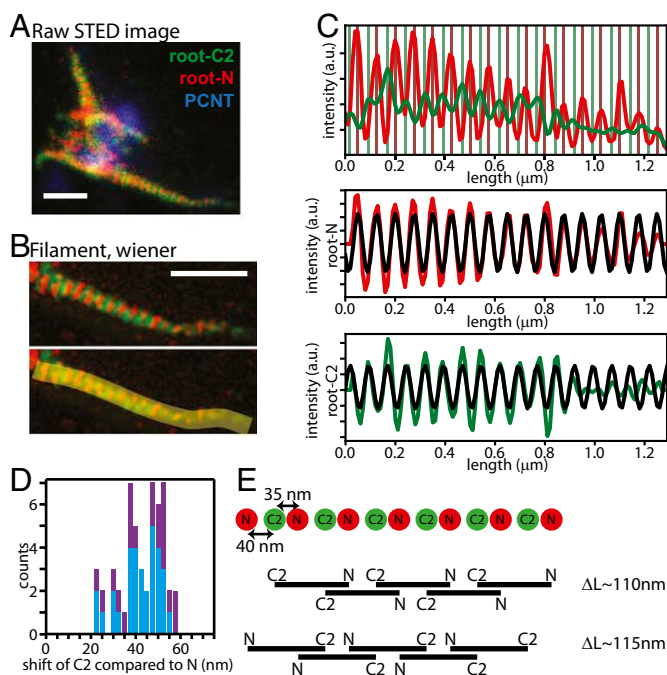 A Raw STED image
root-C2
root-N
PCNT
B Filament, wiener
C
intensity (a.u.)
0.0 0.2 0.4 0.6 0.8 1.0 1.2
length (μm)
intensity (a.u.)
root-N
0.0 0.2 0.4 0.6 0.8 1.0 1.2
length (μm)
intensity (a.u.)
root-C2
0.0 0.2 0.4 0.6 0.8 1.0 1.2
length (μm)
D
counts
6
4
2
0
0 25 50 75
shift of C2 compared to N (nm)
E
35 nm
N C2 N C2 N C2 N C2 N C2 N C2 N
40 nm
C2 N C2 N C2 N
C2 N C2 N
ΔL~110nm
N C2 N C2 N C2
N C2 N C2
ΔL~115nm